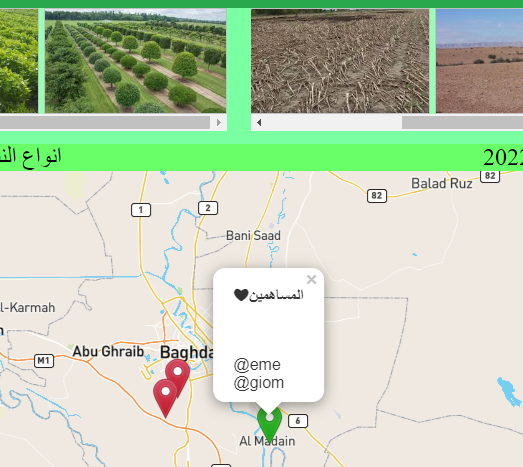 انواع
2022
82
Balad Ruz
82
1
2
Bani Saad
المساهمين🖤
×
l-Karmah
Abu Ghraib
Baghda
M1
@eme
@giom
6
Al Madain